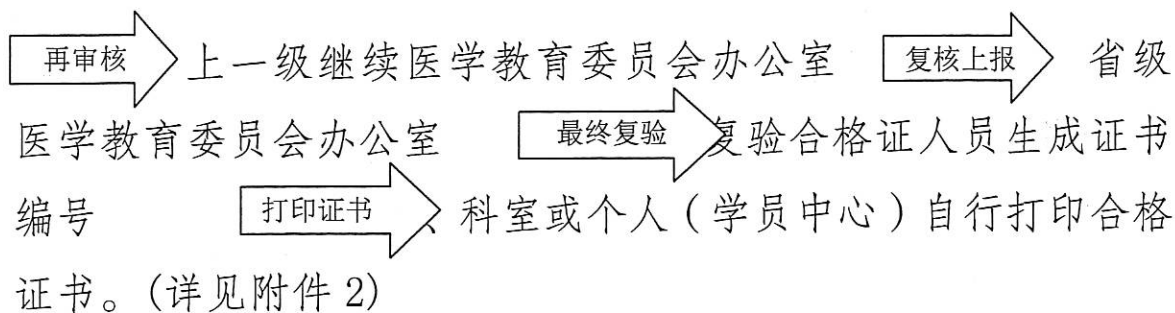 再审核 上一级继续医学教育委员会办公室 复核上报 省级
医学教育委员会办公室 最终复验 复验合格证人员生成证书
编号 打印证书 、科室或个人（学员中心）自行打印合格
证书。(详见附件 2)